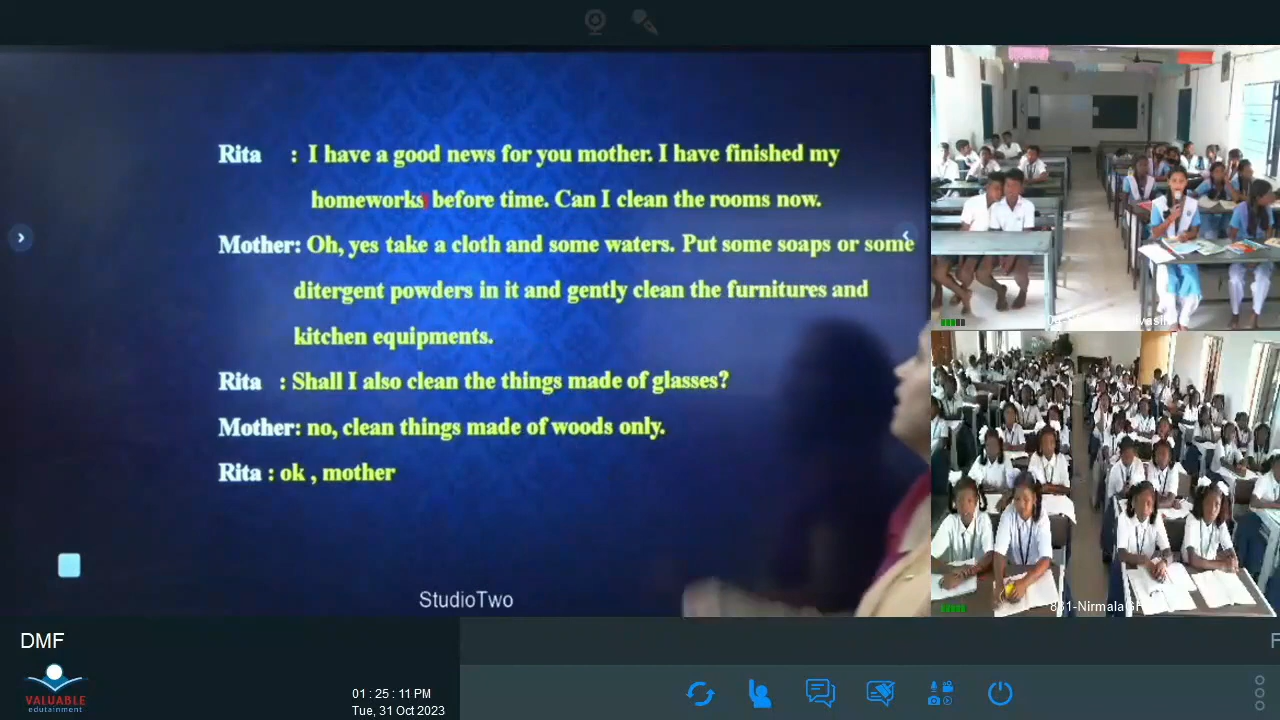 Rita : I have a good news for you mother. I have finished my
homeworks before time. Can I clean the rooms now.
Mother: Oh, yes take a cloth and some waters. Put some soaps or some
ditergent powders in it and gently clean the furnitures and
kitchen equipments.
Rita : Shall I also clean the things made of glasses?
Mother: no, clean things made of woods only.
Rita : ok , mother
StudioTwo
DMF
VALUABLE
edutainment
01 : 25 : 11 PM
Tue, 31 Oct 2023